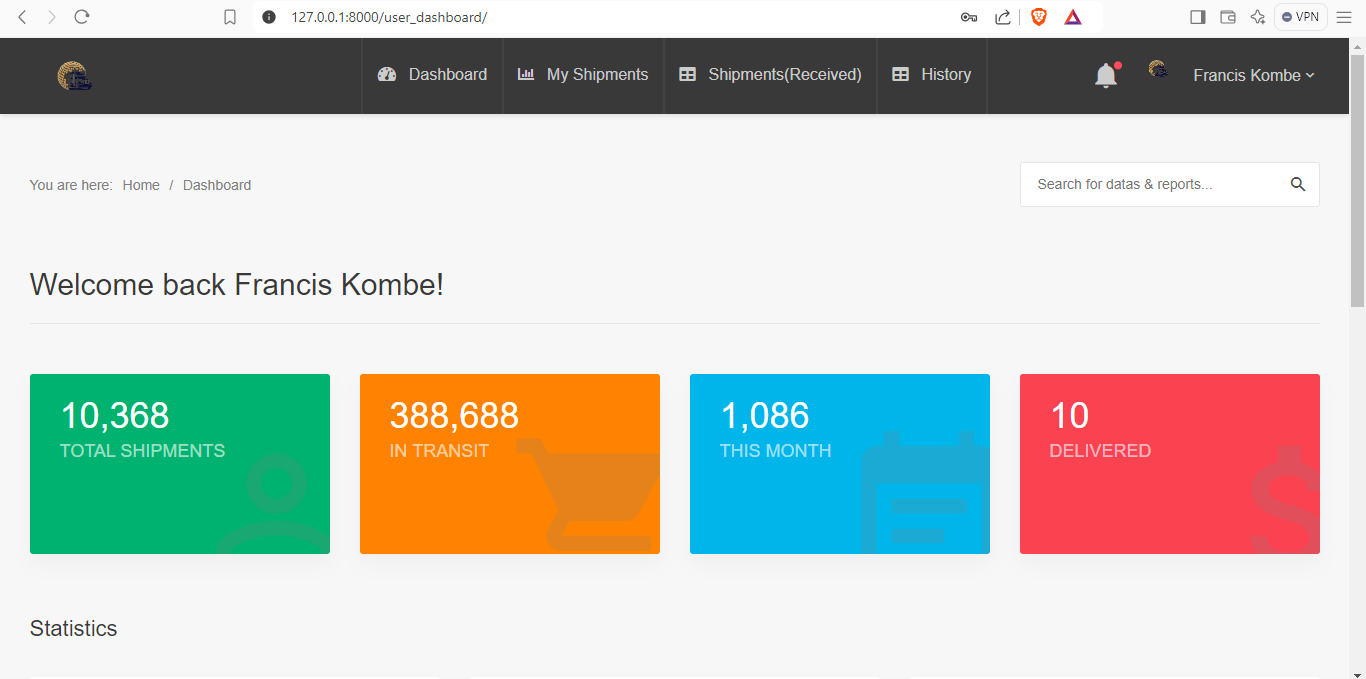 127.0.0.1:8000/user_dashboard/
VPN
Dashboard
My Shipments
Shipments(Received)
History
Francis Kombe
You are here: Home / Dashboard
Search for datas & reports...
Welcome back Francis Kombe!
10,368
TOTAL SHIPMENTS
388,688
IN TRANSIT
1,086
THIS MONTH
10
DELIVERED
Statistics